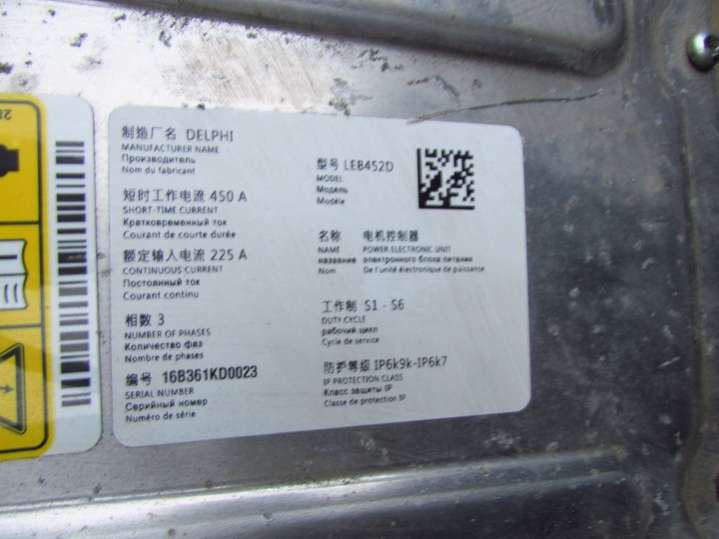 制造厂名 DELPHI
MANUFACTURER NAME
Производитель
Nom du fabricant
短时工作电流 450 A
SHORT-TIME CURRENT
Кратковременный ток
Courant de courte durée
额定输入电流 225 A
CONTINUOUS CURRENT
Постоянный ток
Courant continu
相数 3
NUMBER OF PHASES
Количество фаз
Nombre de phases
编号 16B361KD0023
SERIAL NUMBER
Серийный номер
Numéro de série
型号 LEB452D
MODEL
Модель
Modèle
名称 电机控制器
NAME POWER ELECTRONIC UNIT
название электронного блока питания
Nom De l'unité électronique de puissance
工作制 S1 - S6
DUTY CYCLE
рабочий цикл
Cycle de service
防护等级 IP6k9k-IP6k7
IP PROTECTION CLASS
Класс защиты IP
Classe de protection IP